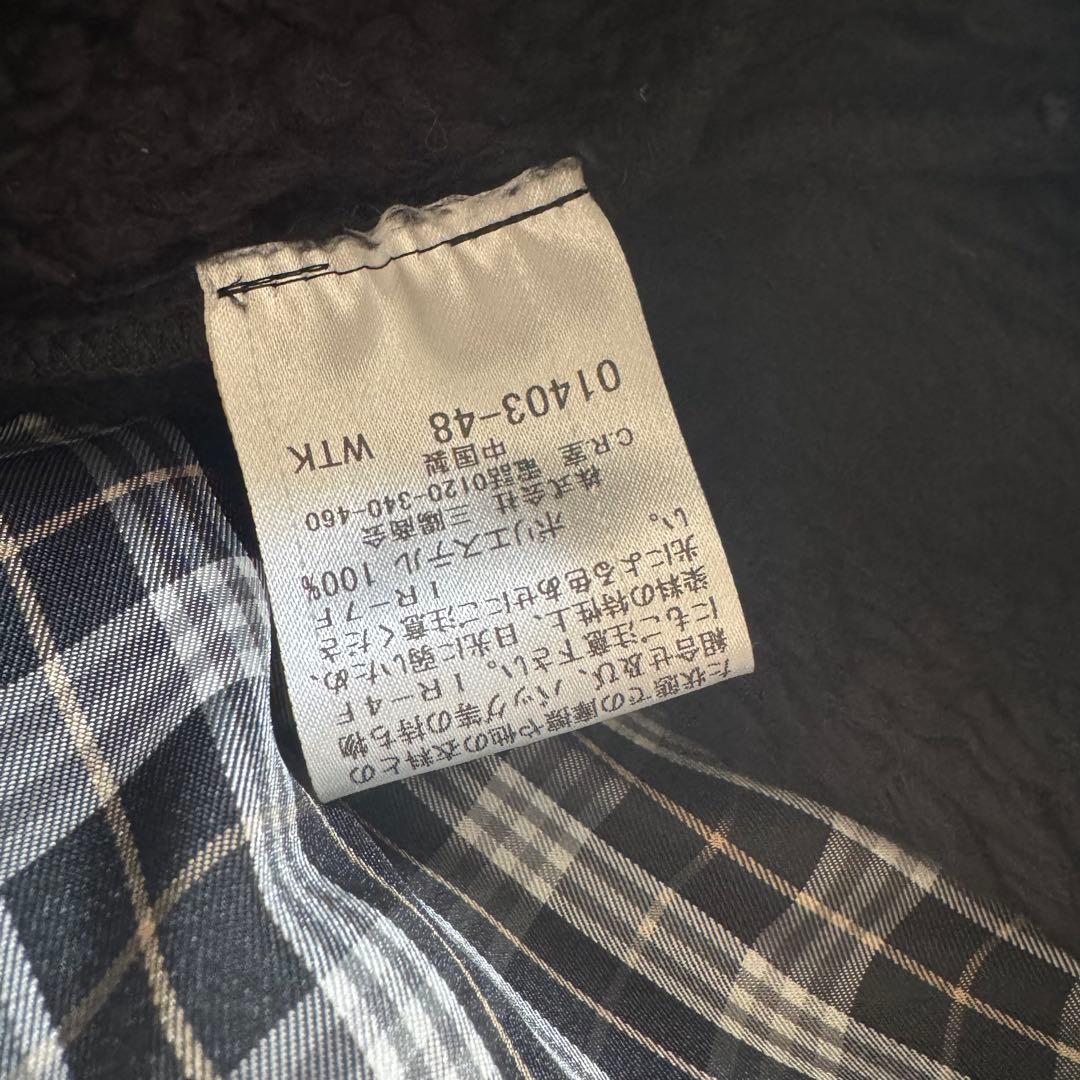 た状態での摩擦や他の衣料との
組合せ及び、バッグ等の持ち物
にもご注意下さい。 IR-4F
染料の特性上、日光に弱いため、
光による色あせにご注意くださ
い。 IR-7F
ポリエステル 100%
株式会社 三陽商会
C.R.室 電話0120-340-460
中国製
01403-48 WTK